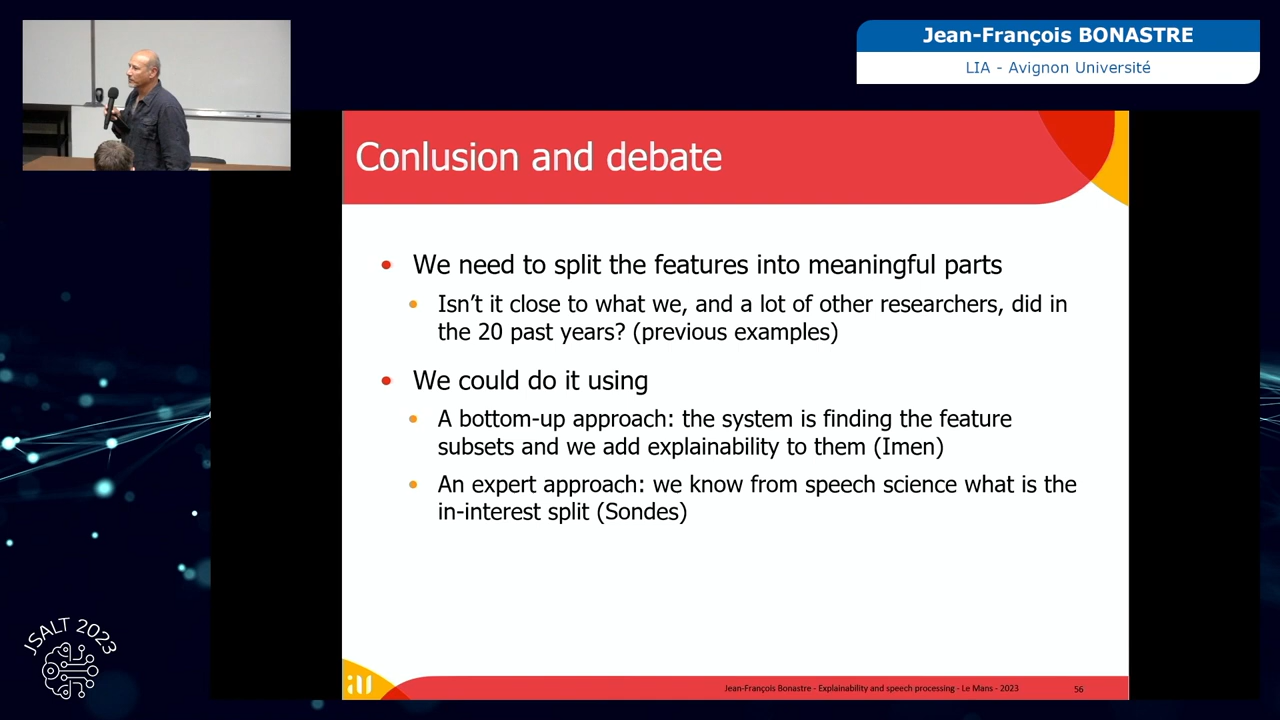 Jean-François BONASTRE
LIA - Avignon Université
Conlusion and debate
• We need to split the features into meaningful parts
• Isn't it close to what we, and a lot of other researchers, did in
the 20 past years? (previous examples)
• We could do it using
• A bottom-up approach: the system is finding the feature
subsets and we add explainability to them (Imen)
• An expert approach: we know from speech science what is the
in-interest split (Sondes)
JSALT 2023
au
Jean-François Bonastre - Explainability and speech processing - Le Mans - 2023
56